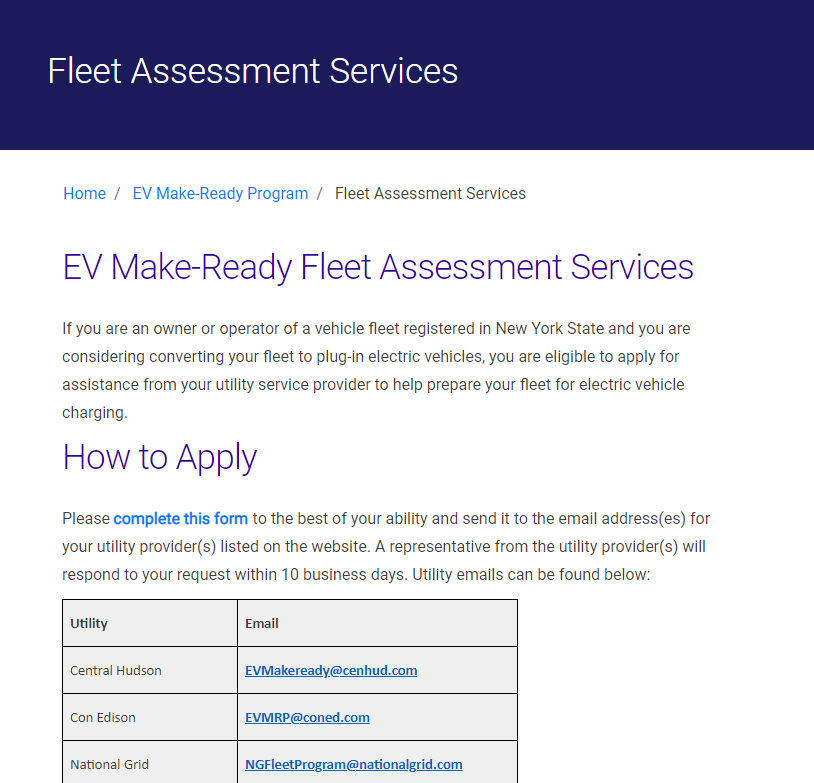 Fleet Assessment Services
Home / EV Make-Ready Program / Fleet Assessment Services
EV Make-Ready Fleet Assessment Services
If you are an owner or operator of a vehicle fleet registered in New York State and you are
considering converting your fleet to plug-in electric vehicles, you are eligible to apply for
assistance from your utility service provider to help prepare your fleet for electric vehicle
charging.
How to Apply
Please complete this form to the best of your ability and send it to the email address(es) for
your utility provider(s) listed on the website. A representative from the utility provider(s) will
respond to your request within 10 business days. Utility emails can be found below:
Utility Email
Central Hudson EVMakeready@cenhud.com
Con Edison EVMRP@coned.com
National Grid NGFleetProgram@nationalgrid.com